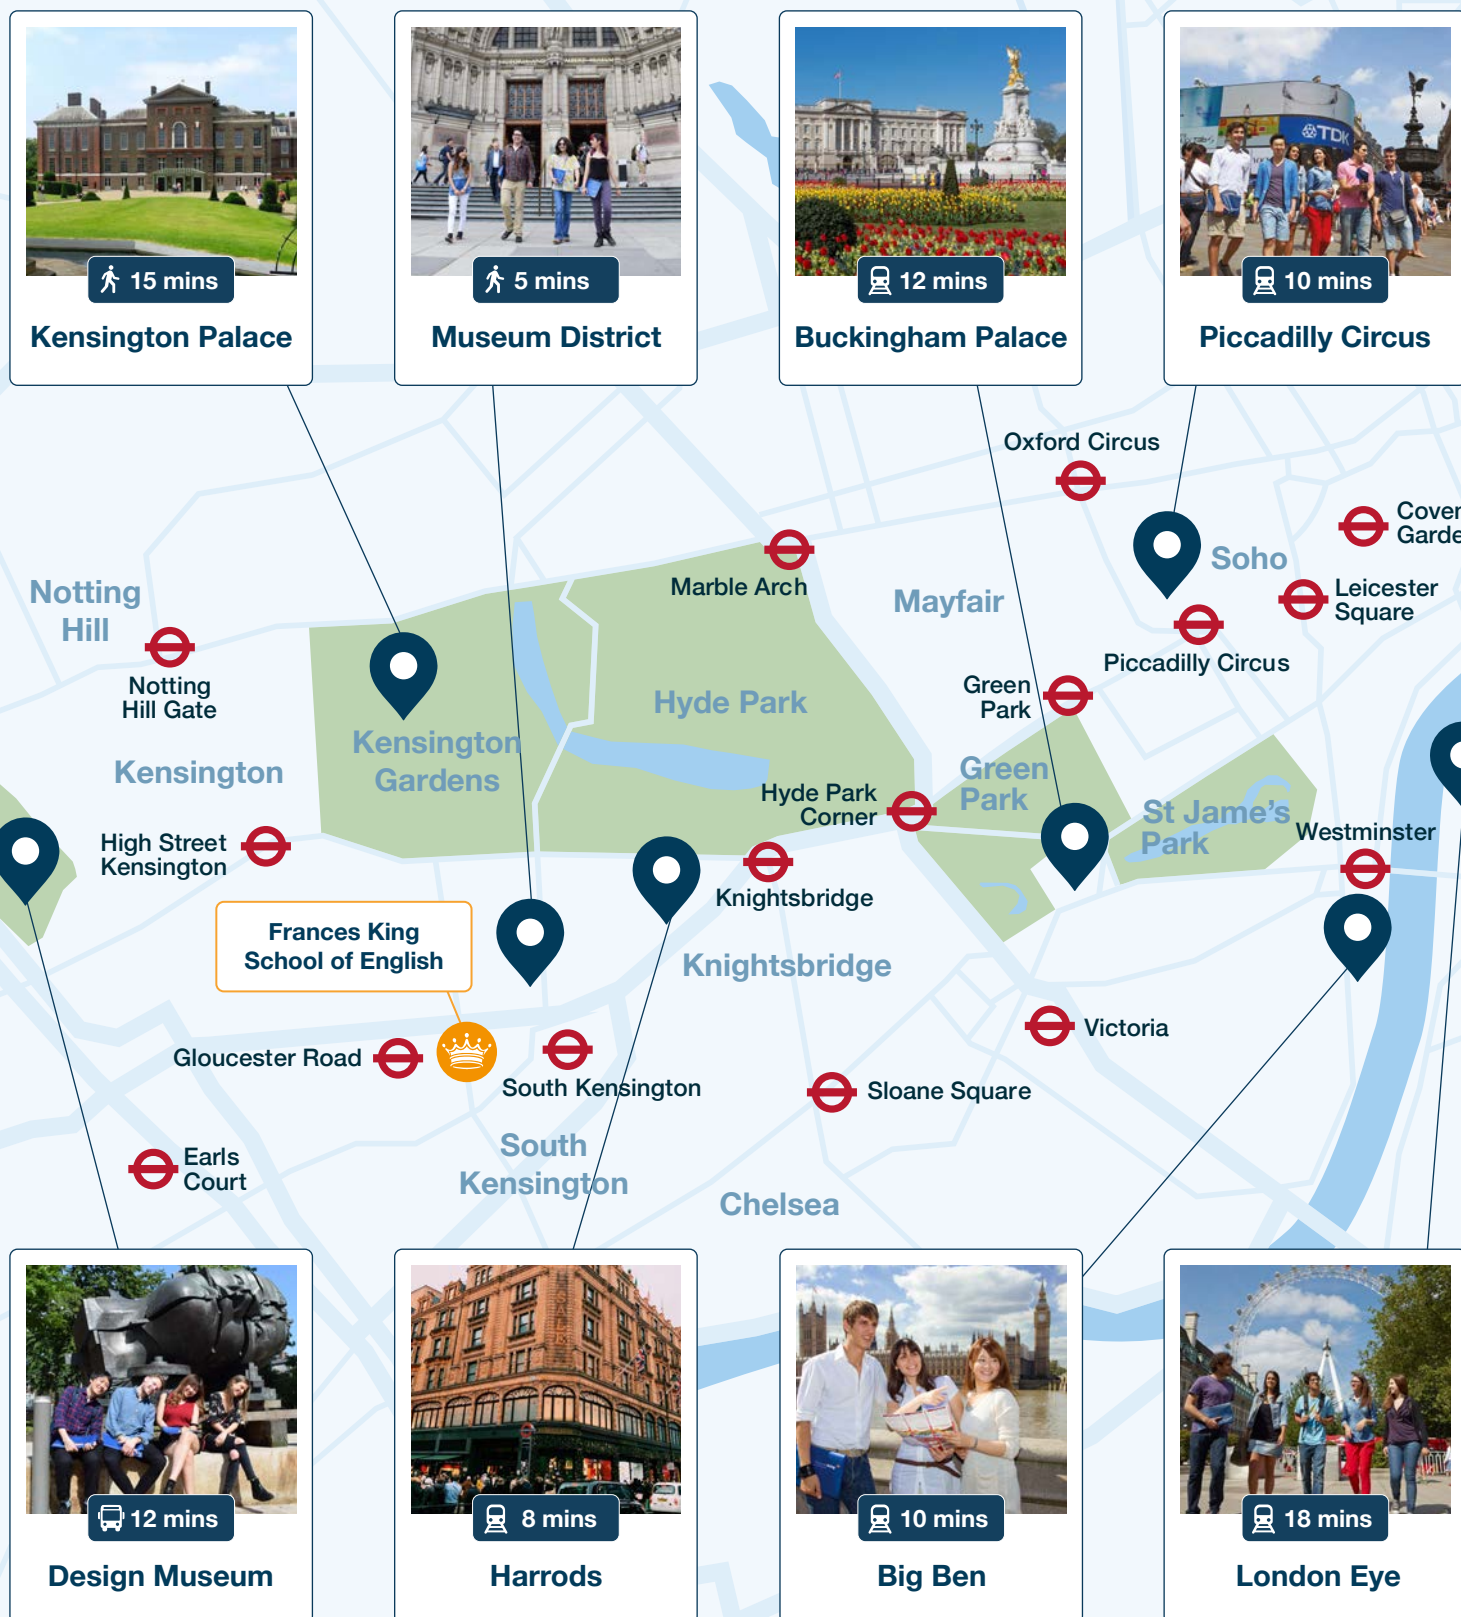 TDK
15 mins
5 mins
12 mins
10 mins
Kensington Palace
Museum District
Buckingham Palace
Piccadilly Circus
Oxford Circus
Cover
Garde
Soho
Marble Arch
Leicester
Square
Mayfair
Notting
Hill
Piccadilly Circus
Notting
Hill Gate
Green
Park
Hyde Park
Kensington
Gardens
Kensington
Green
Park
Hyde Park
Corner
St Jame's
Park
Westminster
High Street
Kensington
Knightsbridge
Frances King
School of English
Knightsbridge
Victoria
Gloucester Road
South Kensington
Sloane Square
South
Kensington
Earls
Court
Chelsea
12 mins
8 mins
10 mins
18 mins
Design Museum
Harrods
Big Ben
London Eye